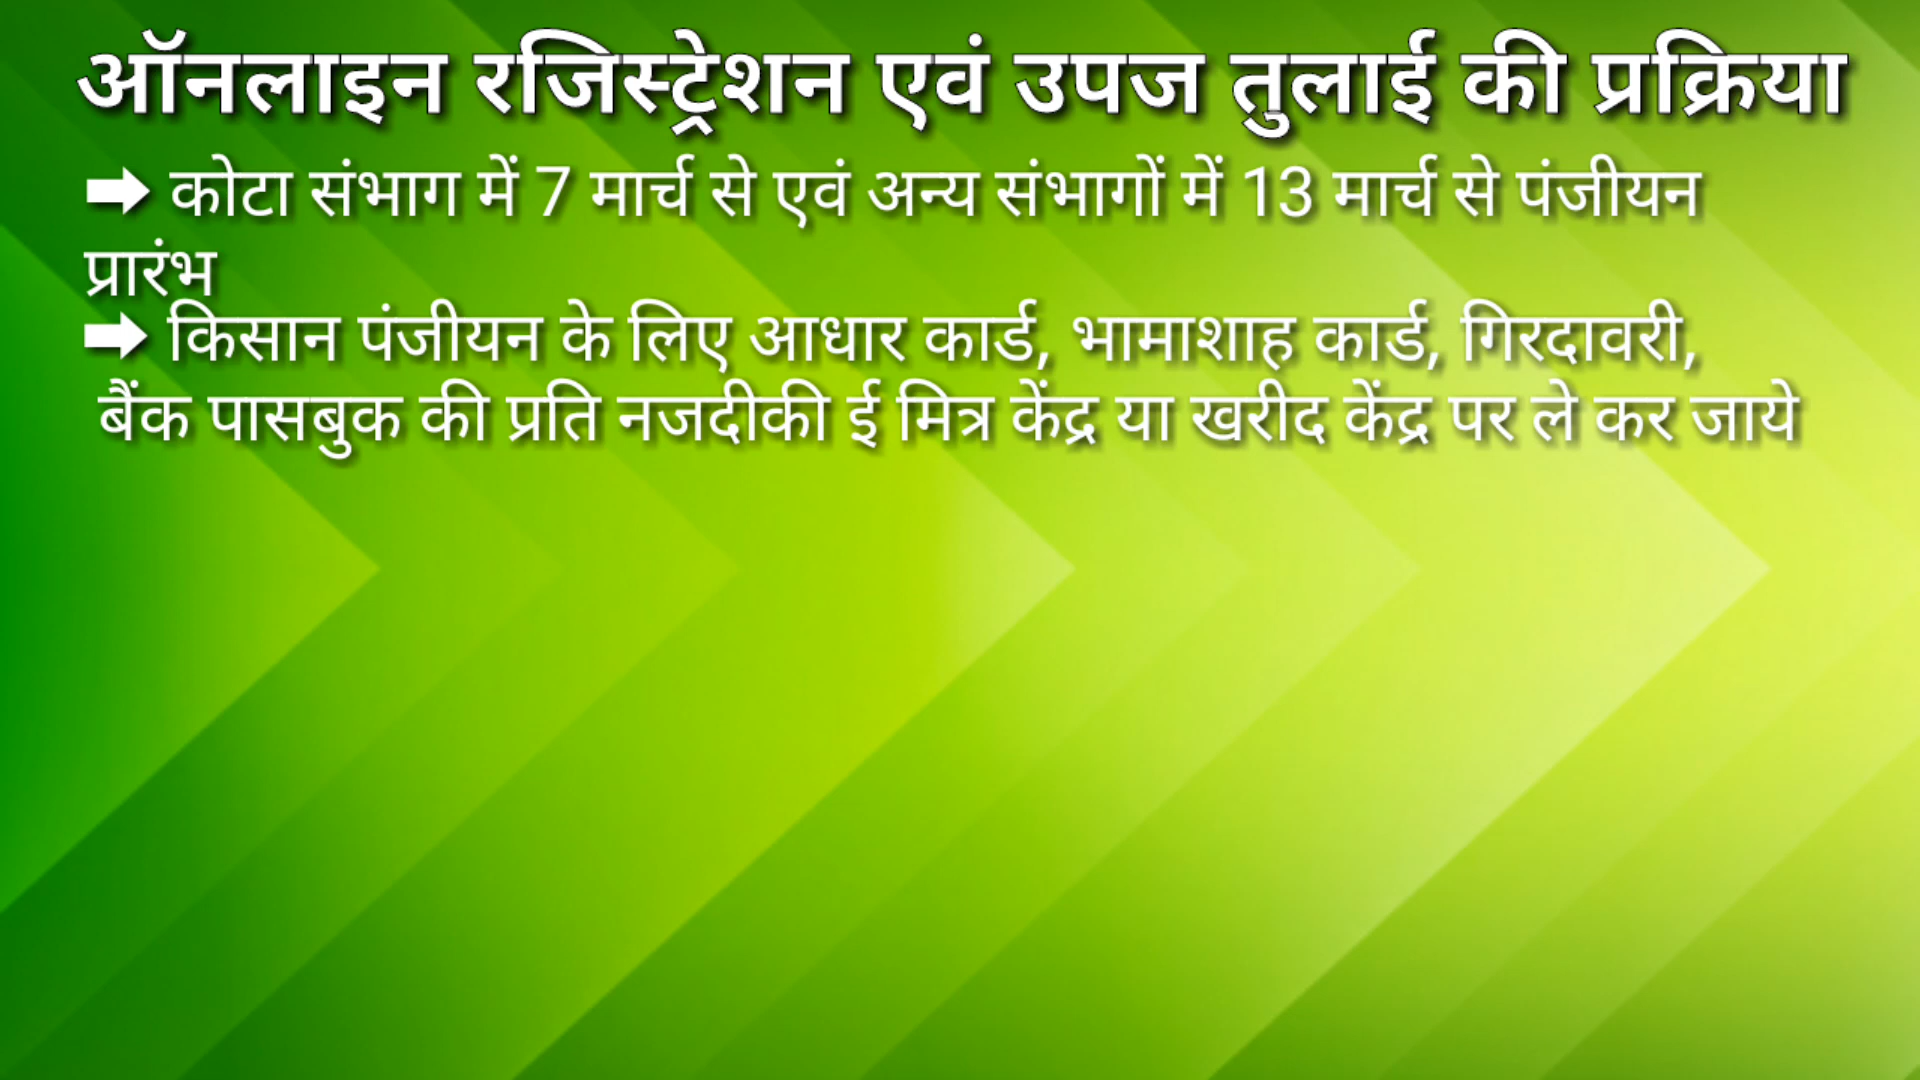 ऑनलाइन रजिस्ट्रेशन एवं उपज तुलाई की प्रक्रिया
➡ कोटा संभाग में 7 मार्च से एवं अन्य संभागों में 13 मार्च से पंजीयन
प्रारंभ
➡ किसान पंजीयन के लिए आधार कार्ड, भामाशाह कार्ड, गिरदावरी,
बैंक पासबुक की प्रति नजदीकी ई मित्र केंद्र या खरीद केंद्र पर ले कर जाये